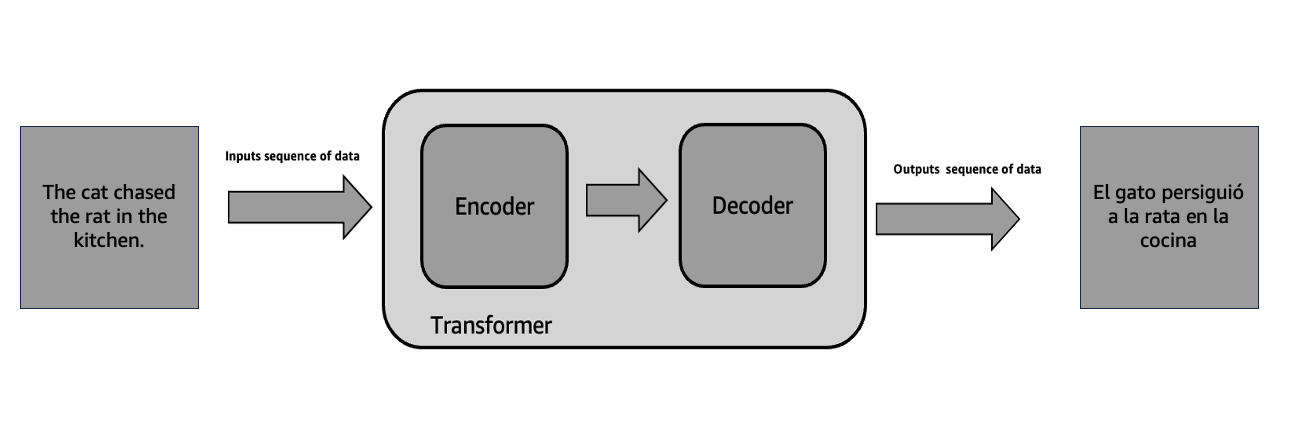 The cat chased
the rat in the
kitchen.
Inputs sequence of data
Encoder
Decoder
Transformer
Outputs  sequence of data
El gato persiguió
a la rata en la
cocina